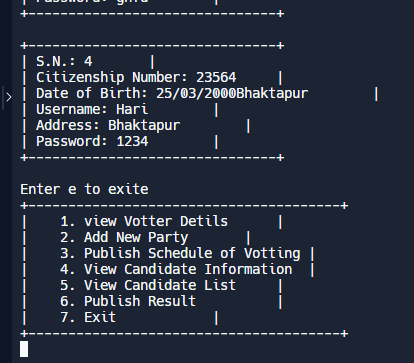 +--------------------------------+

+--------------------------------+
| S.N.: 4       |
| Citizenship Number: 23564     |
| Date of Birth: 25/03/2000Bhaktapur        |
| Username: Hari        |
| Address: Bhaktapur        |
| Password: 1234        |
+--------------------------------+

Enter e to exite
+----------------------------------------+
|    1. view Votter Detils      |
|    2. Add New Party       |
|    3. Publish Schedule of Votting |
|    4. View Candidate Information  |
|    5. View Candidate List     |
|    6. Publish Result          |
|    7. Exit            |
+----------------------------------------+